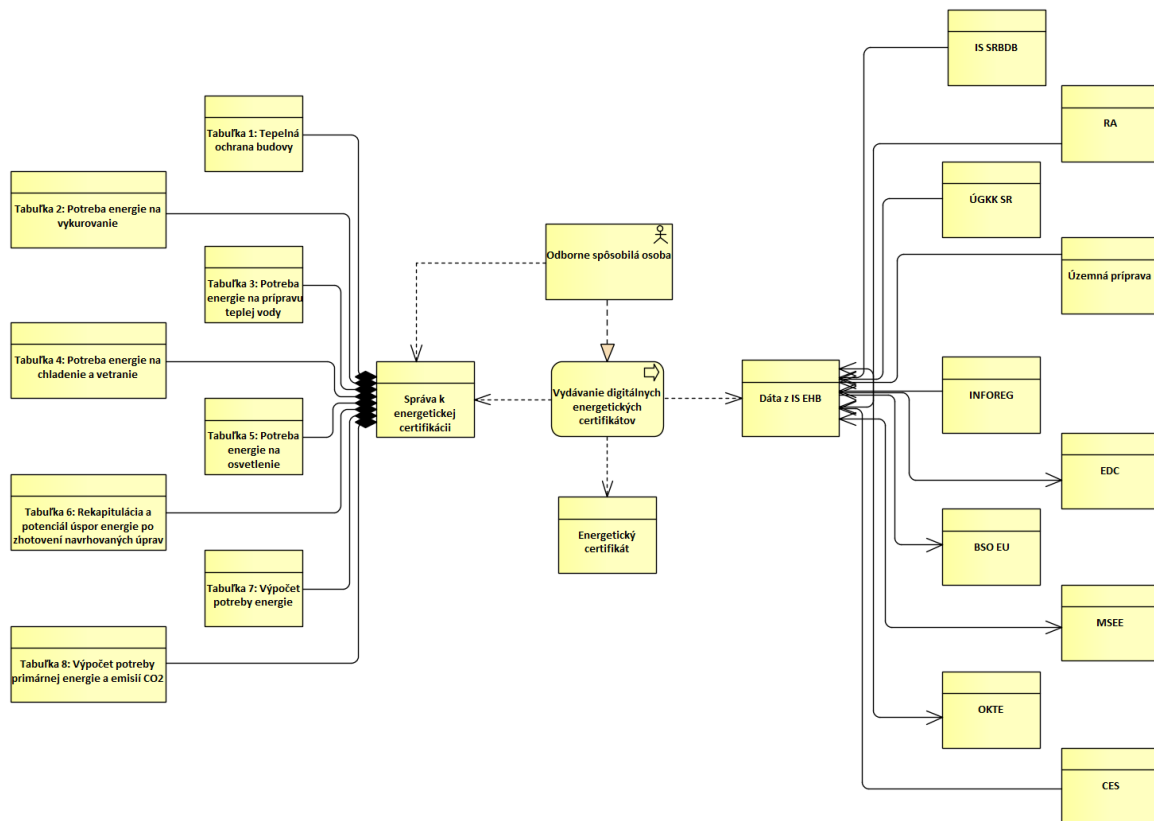 IS SRBDB
RA
Tabuľka 1: Tepelná
ochrana budovy
ÚGKK SR
Tabuľka 2: Potreba energie na
vykurovanie
Odborne spôsobilá osoba
Územná príprava
Tabuľka 3: Potreba
energie na prípravu
teplej vody
Tabuľka 4: Potreba energie na
chladenie a vetranie
Správa k
energetickej
certifikácii
Vydávanie digitálnych
energetických
certifikátov
Dáta z IS EHB
INFOREG
Tabuľka 5: Potreba
energie na
osvetlenie
EDC
Tabuľka 6: Rekapitulácia a
potenciál úspor energie po
zhotovení navrhovaných úprav
Energetický
certifikát
BSO EU
Tabuľka 7: Výpočet
potreby energie
MSEE
Tabuľka 8: Výpočet potreby
primárnej energie a emisií CO2
OKTE
CES